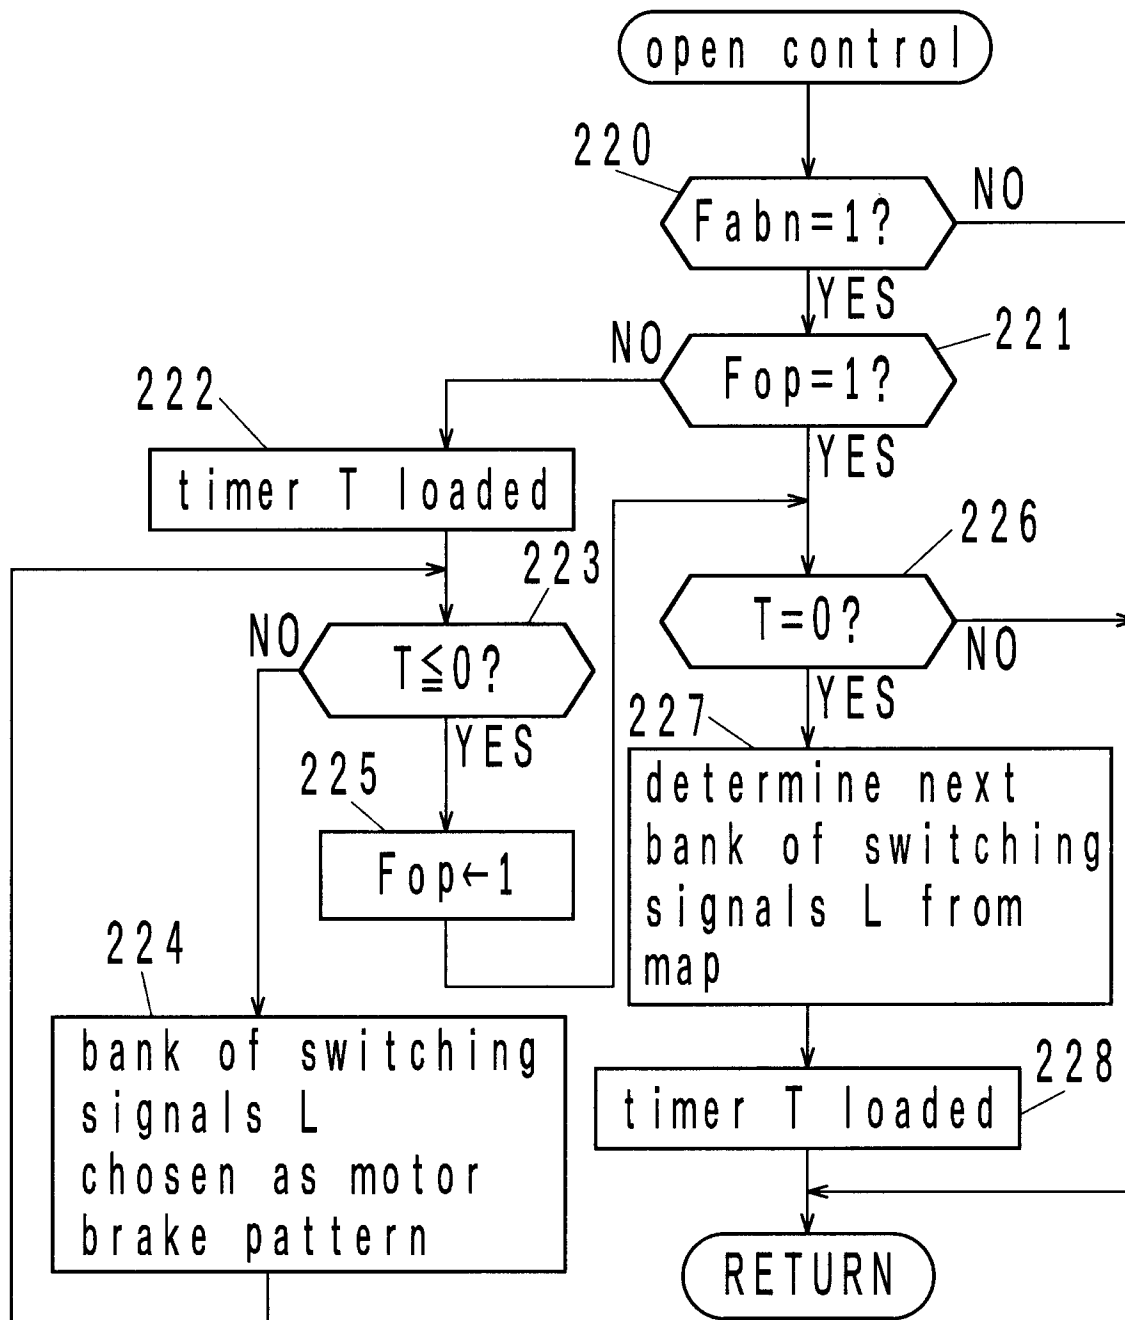 open control
220
Fabn=1?
NO
YES
221
NO
Fop=1?
222
YES
timer T loaded
226
223
T=0?
NO
NO
T≦0?
YES
227
YES
225
determine next
bank of switching
signals L from
map
Fop←1
224
bank of switching
signals L
chosen as motor
brake pattern
228
timer T loaded
RETURN